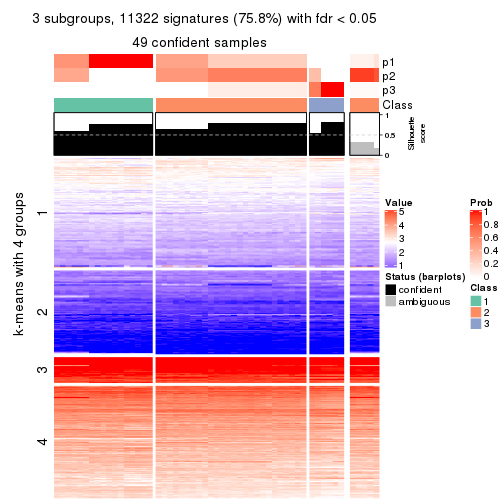 3 subgroups, 11322 signatures (75.8%) with fdr < 0.05
49 confident samples
p1
p2
p3
Class
1
0.5
0
Silhouette
score
k-means with 4 groups
1
2
3
4
Value
5
4
3
2
1
Status (barplots)
confident
ambiguous
Prob
1
0.8
0.6
0.4
0.2
0
Class
1
2
3